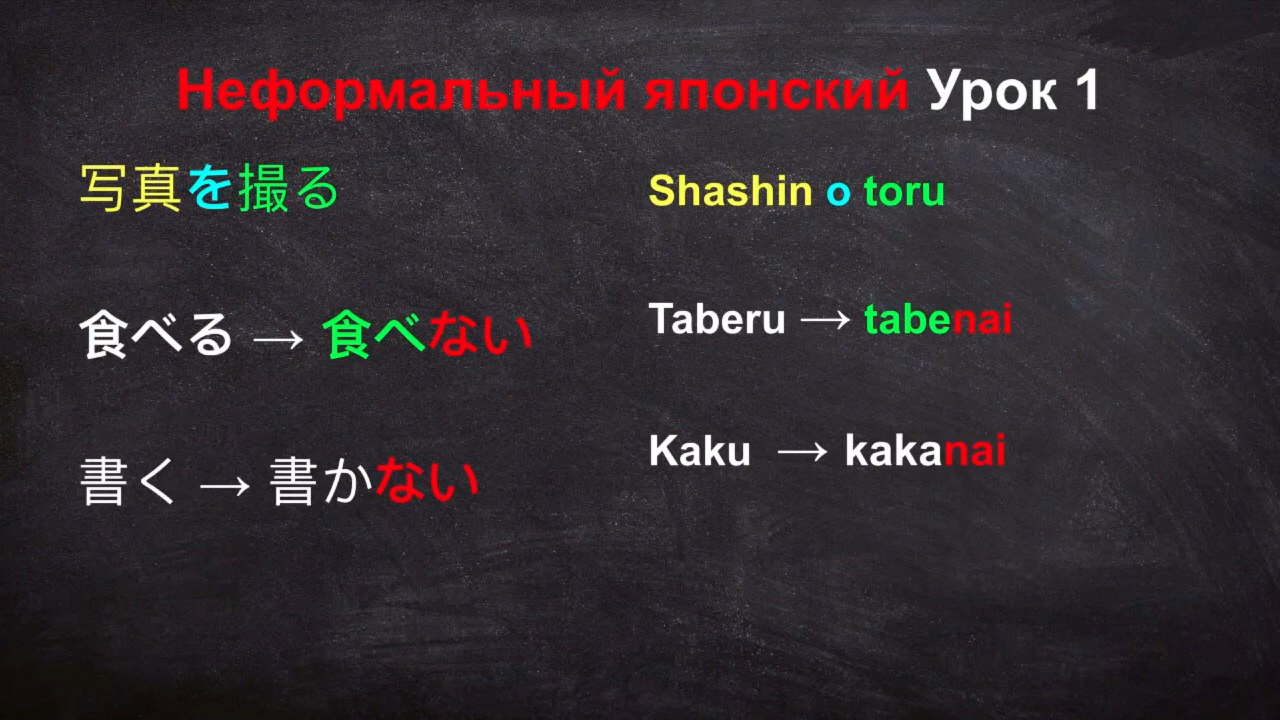 Неформальный японский Урок 1
写真を撮る
Shashin o toru
食べる → 食べない
Taberu → tabenai
書く → 書かない
Kaku → kakanai